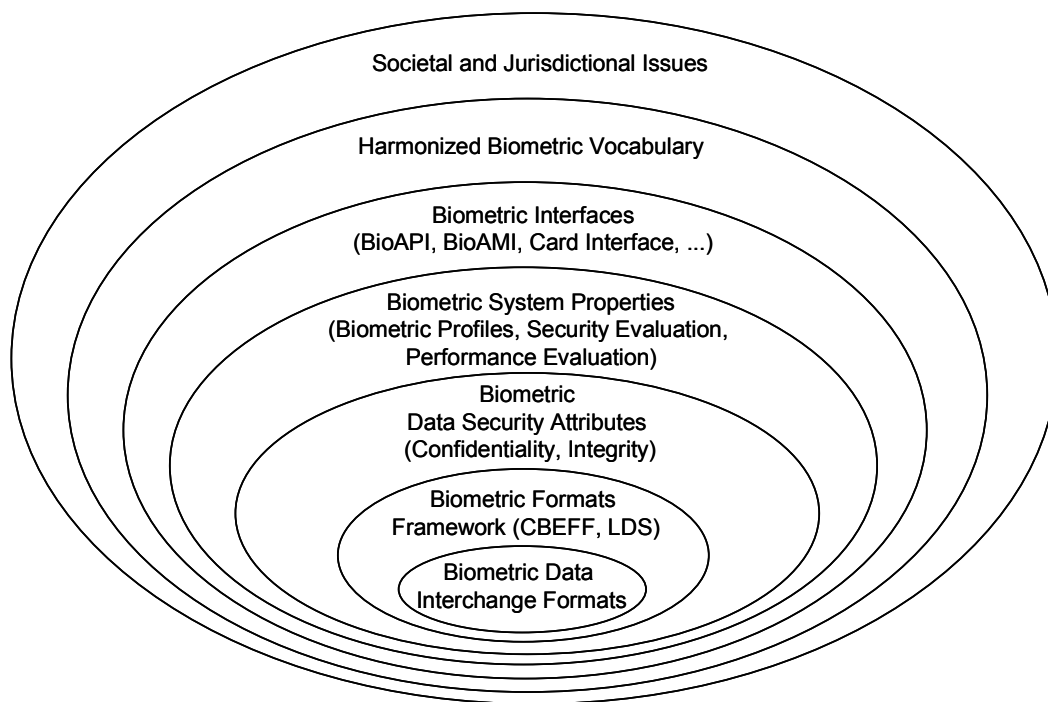 Societal and Jurisdictional Issues
Harmonized Biometric Vocabulary
Biometric Interfaces
(BioAPI, BioAMI, Card Interface, ...)
Biometric System Properties
(Biometric Profiles, Security Evaluation,
Performance Evaluation)
Biometric
Data Security Attributes
(Confidentiality, Integrity)
Biometric Formats
Framework (CBEFF, LDS)
Biometric Data
Interchange Formats